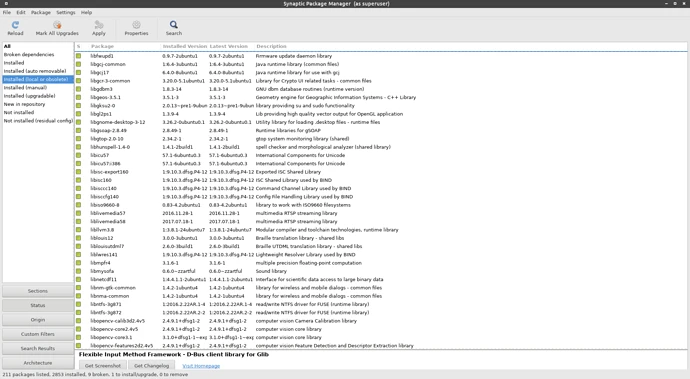 Synaptic Package Manager (as superuser)
File Edit Package Settings Help
Reload Mark All Upgrades Apply Properties Search
All
Broken dependencies
Installed
Installed (auto removable)
Installed (local or obsolete)
Installed (manual)
Installed (upgradable)
New in repository
Not installed
Not installed (residual config)
Sections
Status
Origin
Custom Filters
Search Results
Architecture
S Package Installed Version Latest Version Description
libfwupd1 0.9.7-2ubuntu1 0.9.7-2ubuntu1 firmware update daemon library
libgcj-common 1:6.4-3ubuntu1 1:6.4-3ubuntu1 Java runtime library (common files)
libgcj17 6.4.0-8ubuntu1 6.4.0-8ubuntu1 Java runtime library for use with gcj
libgcr-3-common 3.20.0-5.1ubuntu1 3.20.0-5.1ubuntu1 Library for Crypto UI related tasks - common files
libgdbm3 1.8.3-14 1.8.3-14 GNU dbm database routines (runtime version)
libgeos-3.5.1 3.5.1-3 3.5.1-3 Geometry engine for Geographic Information Systems - C++ Library
libgksu2-0 2.0.13~pre1-9ubun 2.0.13~pre1-9ubun library providing su and sudo functionality
libgl2ps1 1.3.9-4 1.3.9-4 Lib providing high quality vector output for OpenGL application
libgnome-desktop-3-12 3.26.2-0ubuntu0.1 3.26.2-0ubuntu0.1 Utility library for loading .desktop files - runtime files
libgsoap-2.8.49 2.8.49-1 2.8.49-1 Runtime libraries for gSOAP
libgtop-2.0-10 2.34.2-1 2.34.2-1 gtop system monitoring library (shared)
libhunspell-1.4-0 1.4.1-2build1 1.4.1-2build1 spell checker and morphological analyzer (shared library)
libicu57 57.1-6ubuntu0.3 57.1-6ubuntu0.3 International Components for Unicode
libicu57:i386 57.1-6ubuntu0.3 57.1-6ubuntu0.3 International Components for Unicode
libisc-export160 1:9.10.3.dfsg.P4-12 1:9.10.3.dfsg.P4-12 Exported ISC Shared Library
libisc160 1:9.10.3.dfsg.P4-12 1:9.10.3.dfsg.P4-12 ISC Shared Library used by BIND
libisccc140 1:9.10.3.dfsg.P4-12 1:9.10.3.dfsg.P4-12 Command Channel Library used by BIND
libisccfg140 1:9.10.3.dfsg.P4-12 1:9.10.3.dfsg.P4-12 Config File Handling Library used by BIND
libiso9660-8 0.83-4.2ubuntu1 0.83-4.2ubuntu1 library to work with ISO9660 filesystems
liblivemedia57 2016.11.28-1 2016.11.28-1 multimedia RTSP streaming library
liblivemedia58 2017.07.18-1 2017.07.18-1 multimedia RTSP streaming library
libllvm3.8 1:3.8.1-24ubuntu7 1:3.8.1-24ubuntu7 Modular compiler and toolchain technologies, runtime library
liblouis12 3.0.0-3ubuntu1 3.0.0-3ubuntu1 Braille translation library - shared libs
liblouisutdml7 2.6.0-3build1 2.6.0-3build1 Braille UTDML translation library - shared libs
liblwres141 1:9.10.3.dfsg.P4-12 1:9.10.3.dfsg.P4-12 Lightweight Resolver Library used by BIND
libmpfr4 3.1.6-1 3.1.6-1 multiple precision floating-point computation
libmysofa 0.6.0~zzartful 0.6.0~zzartful Sound library
libnetcdf11 1:4.4.1.1-2ubuntu1 1:4.4.1.1-2ubuntu1 Interface for scientific data access to large binary data
libnm-gtk-common 1.4.2-1ubuntu4 1.4.2-1ubuntu4 library for wireless and mobile dialogs - common files
libnma-common 1.4.2-1ubuntu4 1.4.2-1ubuntu4 library for wireless and mobile dialogs - common files
libntfs-3g871 1:2016.2.22AR.1-4 1:2016.2.22AR.1-4 read/write NTFS driver for FUSE (runtime library)
libntfs-3g872 1:2016.2.22AR.2-2 1:2016.2.22AR.2-2 read/write NTFS driver for FUSE (runtime library)
libopencv-calib3d2.4v5 2.4.9.1+dfsg1-2 2.4.9.1+dfsg1-2 computer vision Camera Calibration library
libopencv-core2.4v5 2.4.9.1+dfsg1-2 2.4.9.1+dfsg1-2 computer vision core library
libopencv-core3.1 3.1.0+dfsg1-1~exp 3.1.0+dfsg1-1~exp computer vision core library
libopencv-features2d2.4v5 2.4.9.1+dfsg1-2 2.4.9.1+dfsg1-2 computer vision Feature Detection and Descriptor Extraction library
Flexible Input Method Framework - D-Bus client library for Glib
Get Screenshot Get Changelog Visit Homepage
211 packages listed, 2853 installed, 9 broken. 1 to install/upgrade, 0 to remove